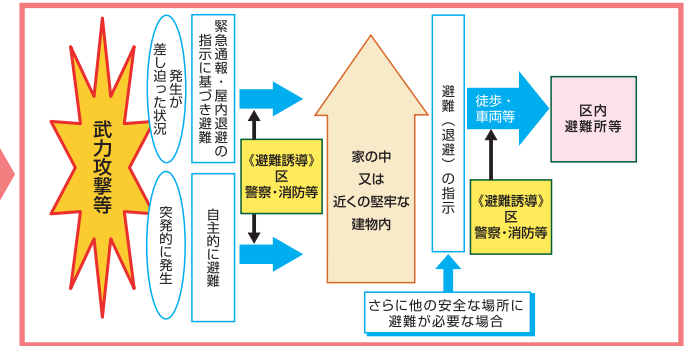 武力攻撃等
発生が
差し迫った状況
緊急通報・屋内退避の
指示に基づき避難
突発的に発生
自主的に避難
《避難誘導》
区
警察・消防等
家の中
又は
近くの堅牢な
建物内
避難（退避）の指示
徒歩・
車両等
《避難誘導》
区
警察・消防等
区内
避難所等
さらに他の安全な場所に
避難が必要な場合